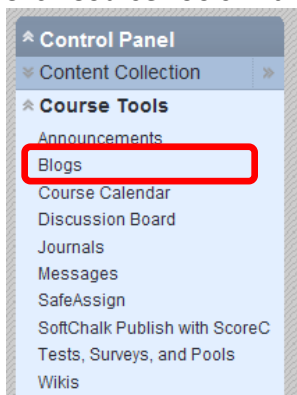 Control Panel
Content Collection
Course Tools
Announcements
Blogs
Course Calendar
Discussion Board
Journals
Messages
SafeAssign
SoftChalk Publish with ScoreC
Tests, Surveys, and Pools
Wikis